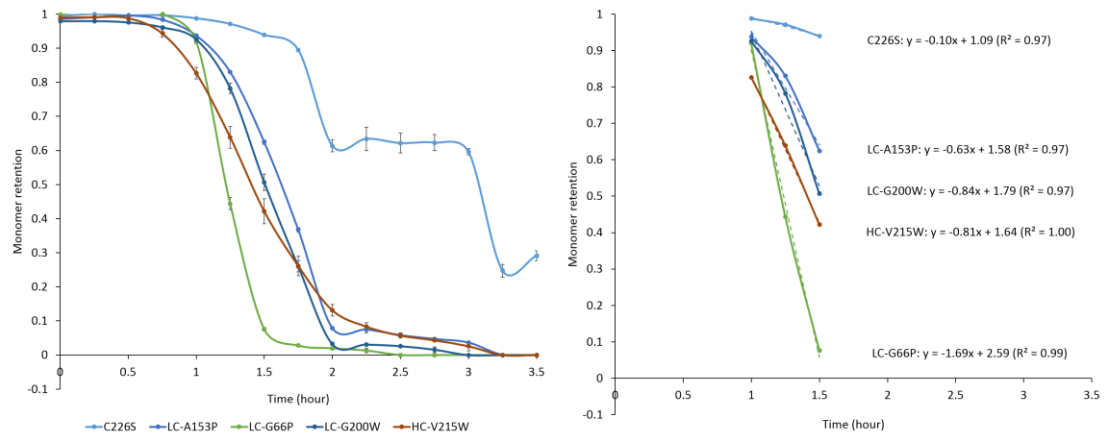 1
0.9
0.8
0.7
0.6
0.5
0.4
0.3
0.2
0.1
0
-0.1
Monomer retention
0 0.5 1 1.5 2 2.5 3 3.5
Time (hour)
C226S LC-A153P LC-G66P LC-G200W HC-V215W
1
0.9
0.8
0.7
0.6
0.5
0.4
0.3
0.2
0.1
0
-0.1
Monomer retention
C226S: y = -0.10x + 1.09 (R² = 0.97)
LC-A153P: y = -0.63x + 1.58 (R² = 0.97)
LC-G200W: y = -0.84x + 1.79 (R² = 0.97)
HC-V215W: y = -0.81x + 1.64 (R² = 1.00)
LC-G66P: y = -1.69x + 2.59 (R² = 0.99)
0 0.5 1 1.5 2 2.5 3 3.5
Time (hour)